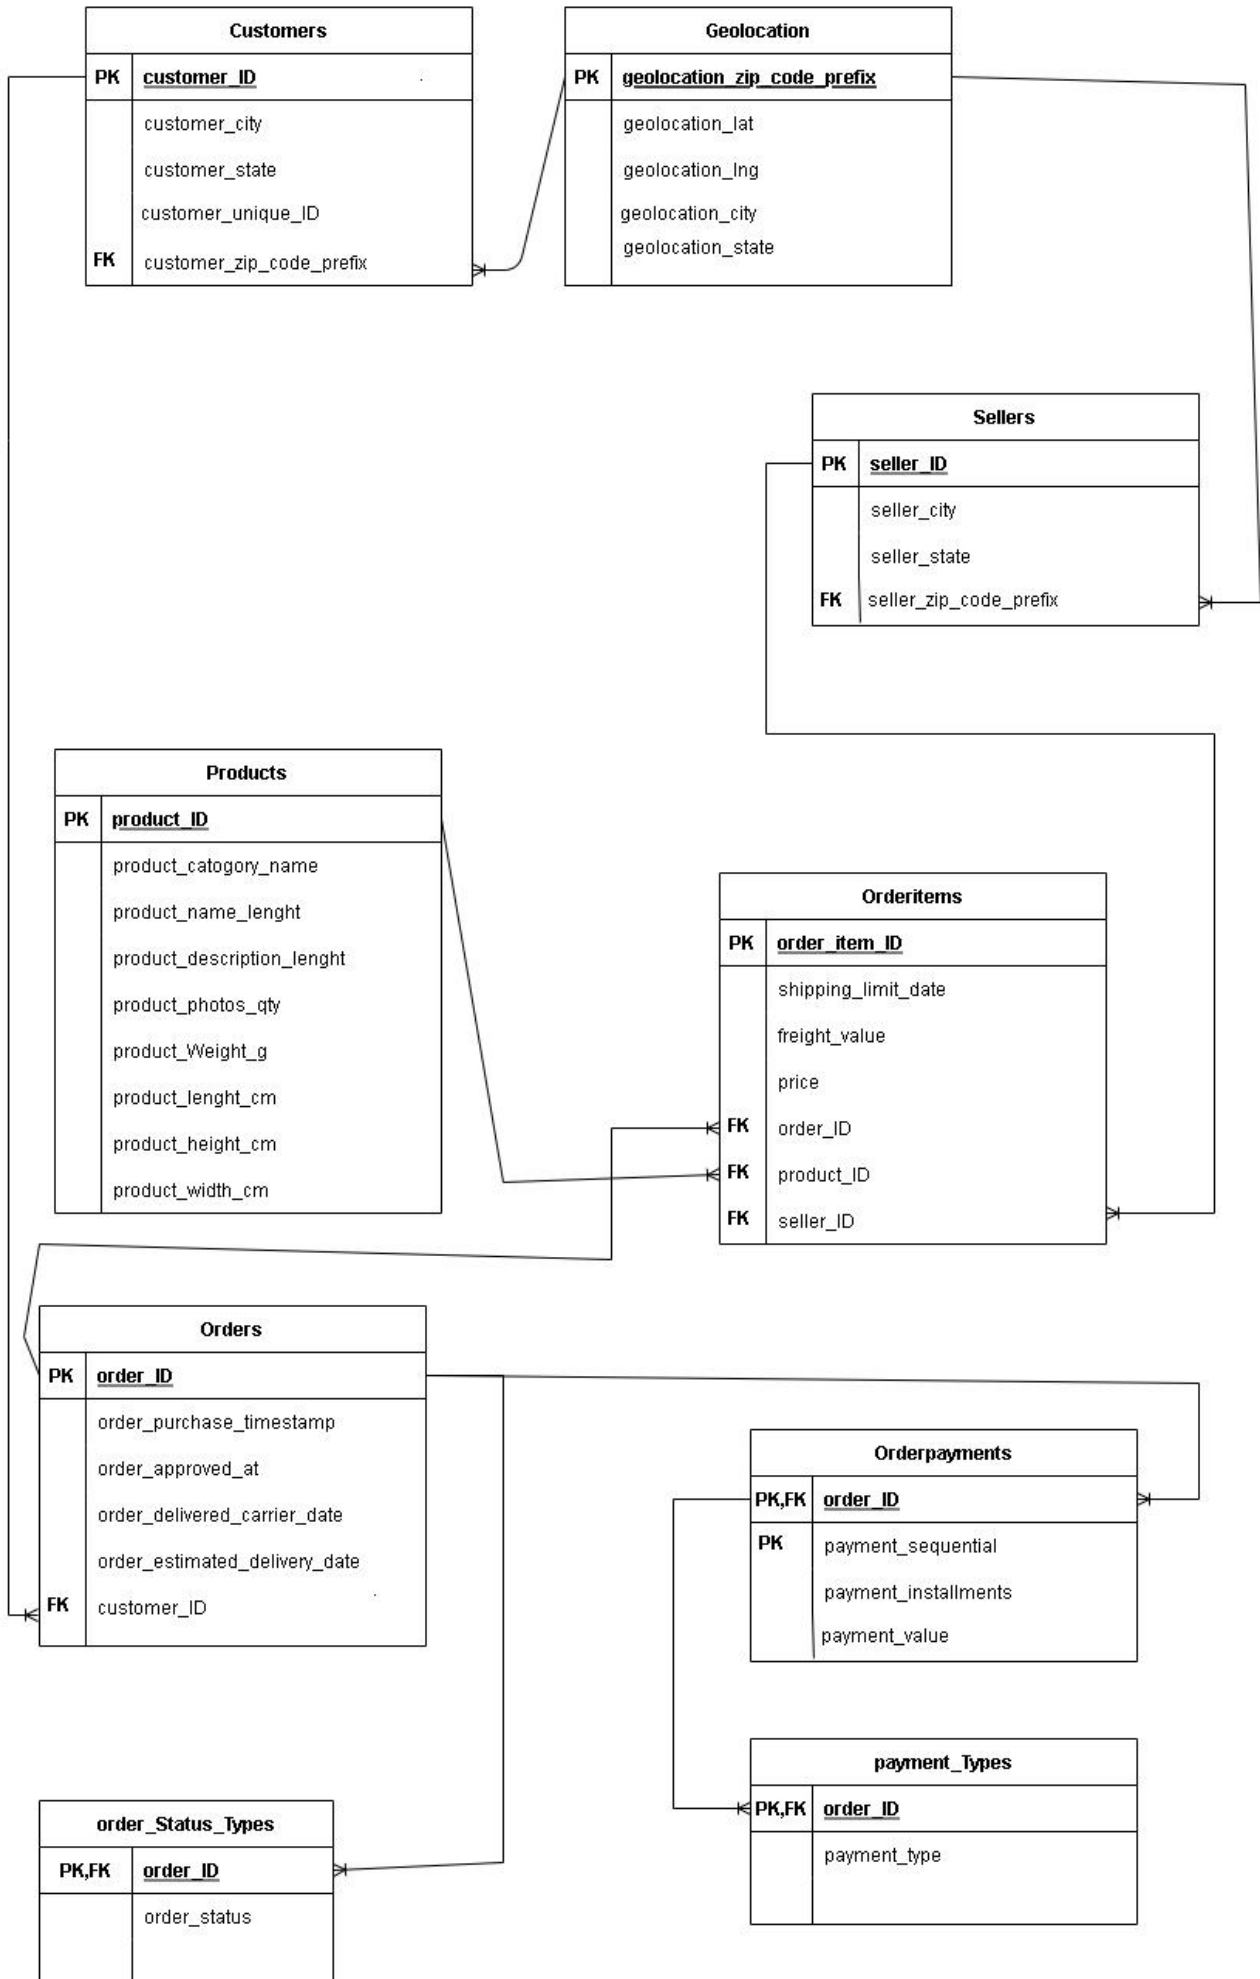 Customers
PK customer_ID
customer_city
customer_state
customer_unique_ID
FK customer_zip_code_prefix
Geolocation
PK geolocation_zip_code_prefix
geolocation_lat
geolocation_lng
geolocation_city
geolocation_state
Sellers
PK seller_ID
seller_city
seller_state
FK seller_zip_code_prefix
Products
PK product_ID
product_catogory_name
product_name_lenght
product_description_lenght
product_photos_qty
product_Weight_g
product_lenght_cm
product_height_cm
product_width_cm
Orderitems
PK order_item_ID
shipping_limit_date
freight_value
price
FK order_ID
FK product_ID
FK seller_ID
Orders
PK order_ID
order_purchase_timestamp
order_approved_at
order_delivered_carrier_date
order_estimated_delivery_date
FK customer_ID
Orderpayments
PK,FK order_ID
PK payment_sequential
payment_installments
payment_value
payment_Types
PK,FK order_ID
payment_type
order_Status_Types
PK,FK order_ID
order_status